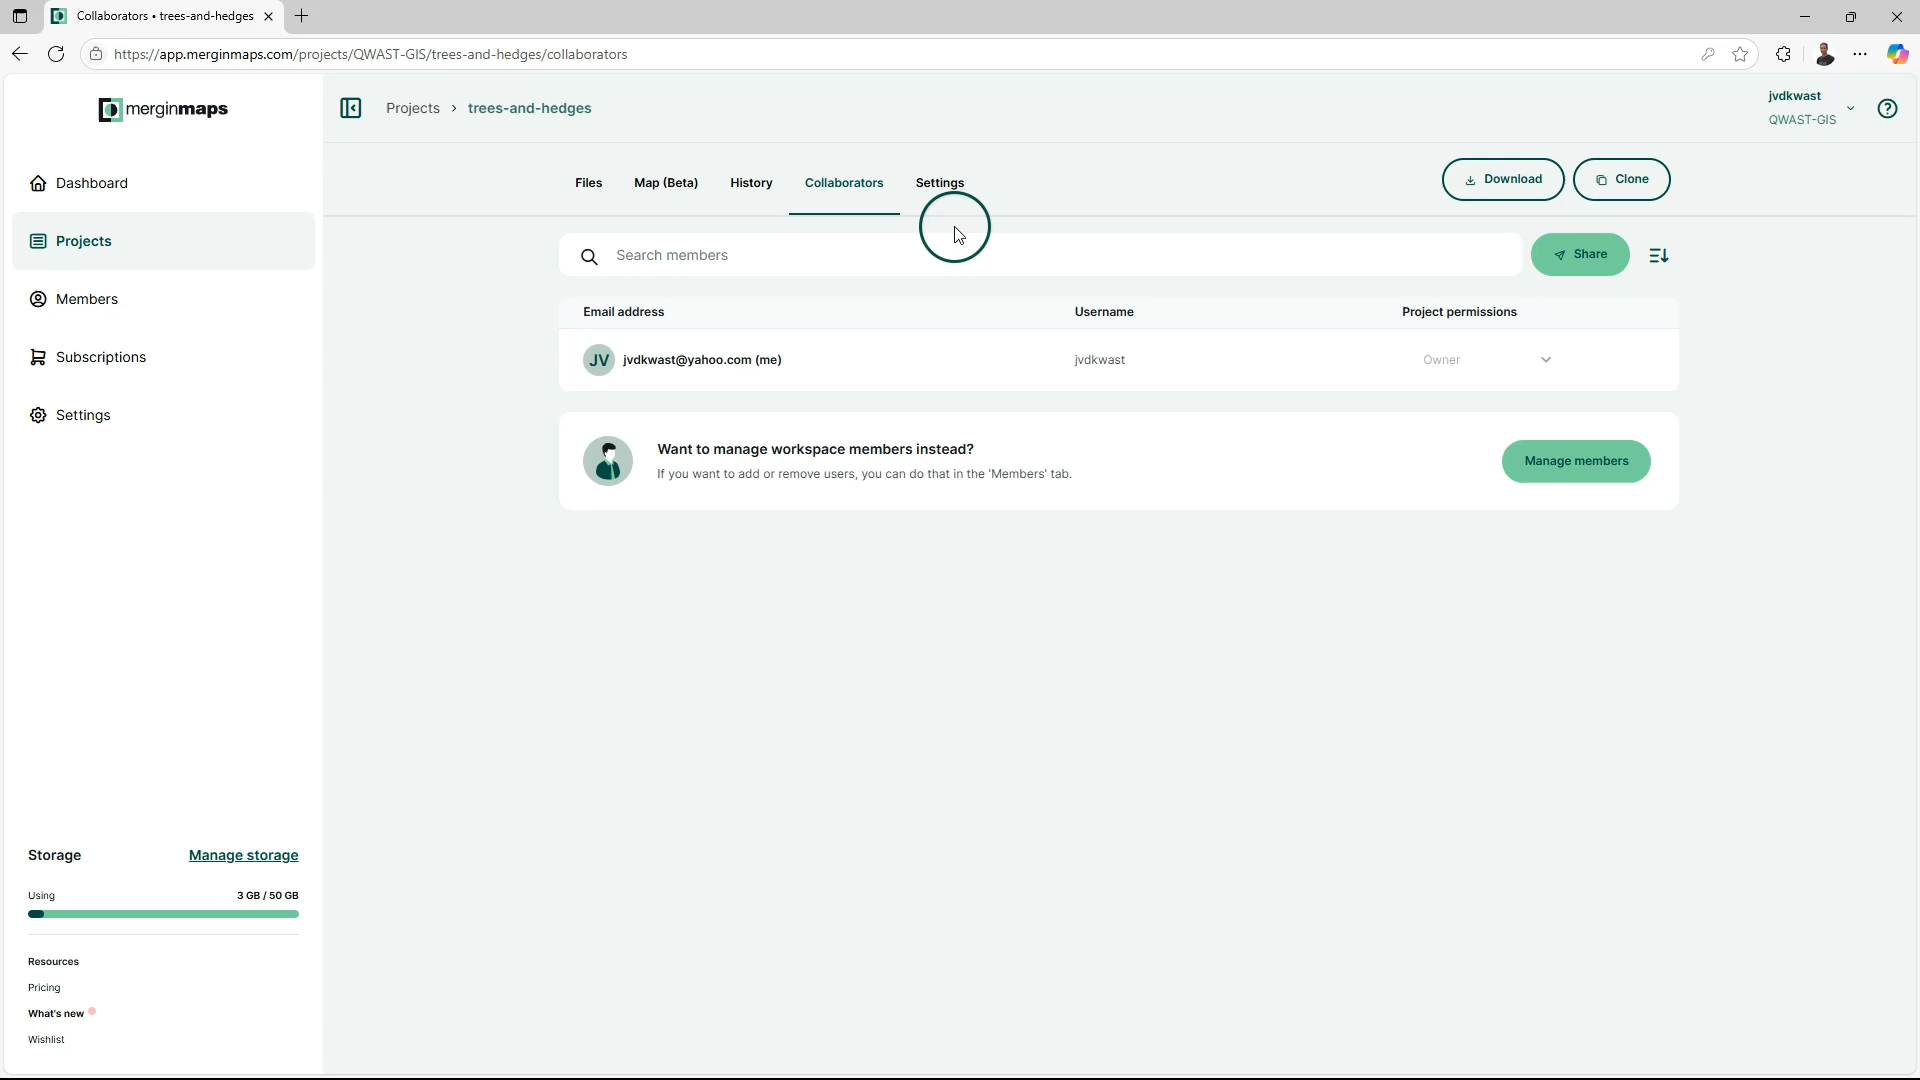 Collaborators • trees-and-hedges
https://app.merginmaps.com/projects/QWAST-GIS/trees-and-hedges/collaborators
merginmaps
Projects > trees-and-hedges
jvdkwast
QWAST-GIS
Dashboard
Projects
Members
Subscriptions
Settings
Files
Map (Beta)
History
Collaborators
Settings
Download
Clone
Search members
Share
Email address
Username
Project permissions
JV
jvdkwast@yahoo.com (me)
jvdkwast
Owner
Want to manage workspace members instead?
If you want to add or remove users, you can do that in the 'Members' tab.
Manage members
Storage
Manage storage
Using
3 GB / 50 GB
Resources
Pricing
What's new
Wishlist